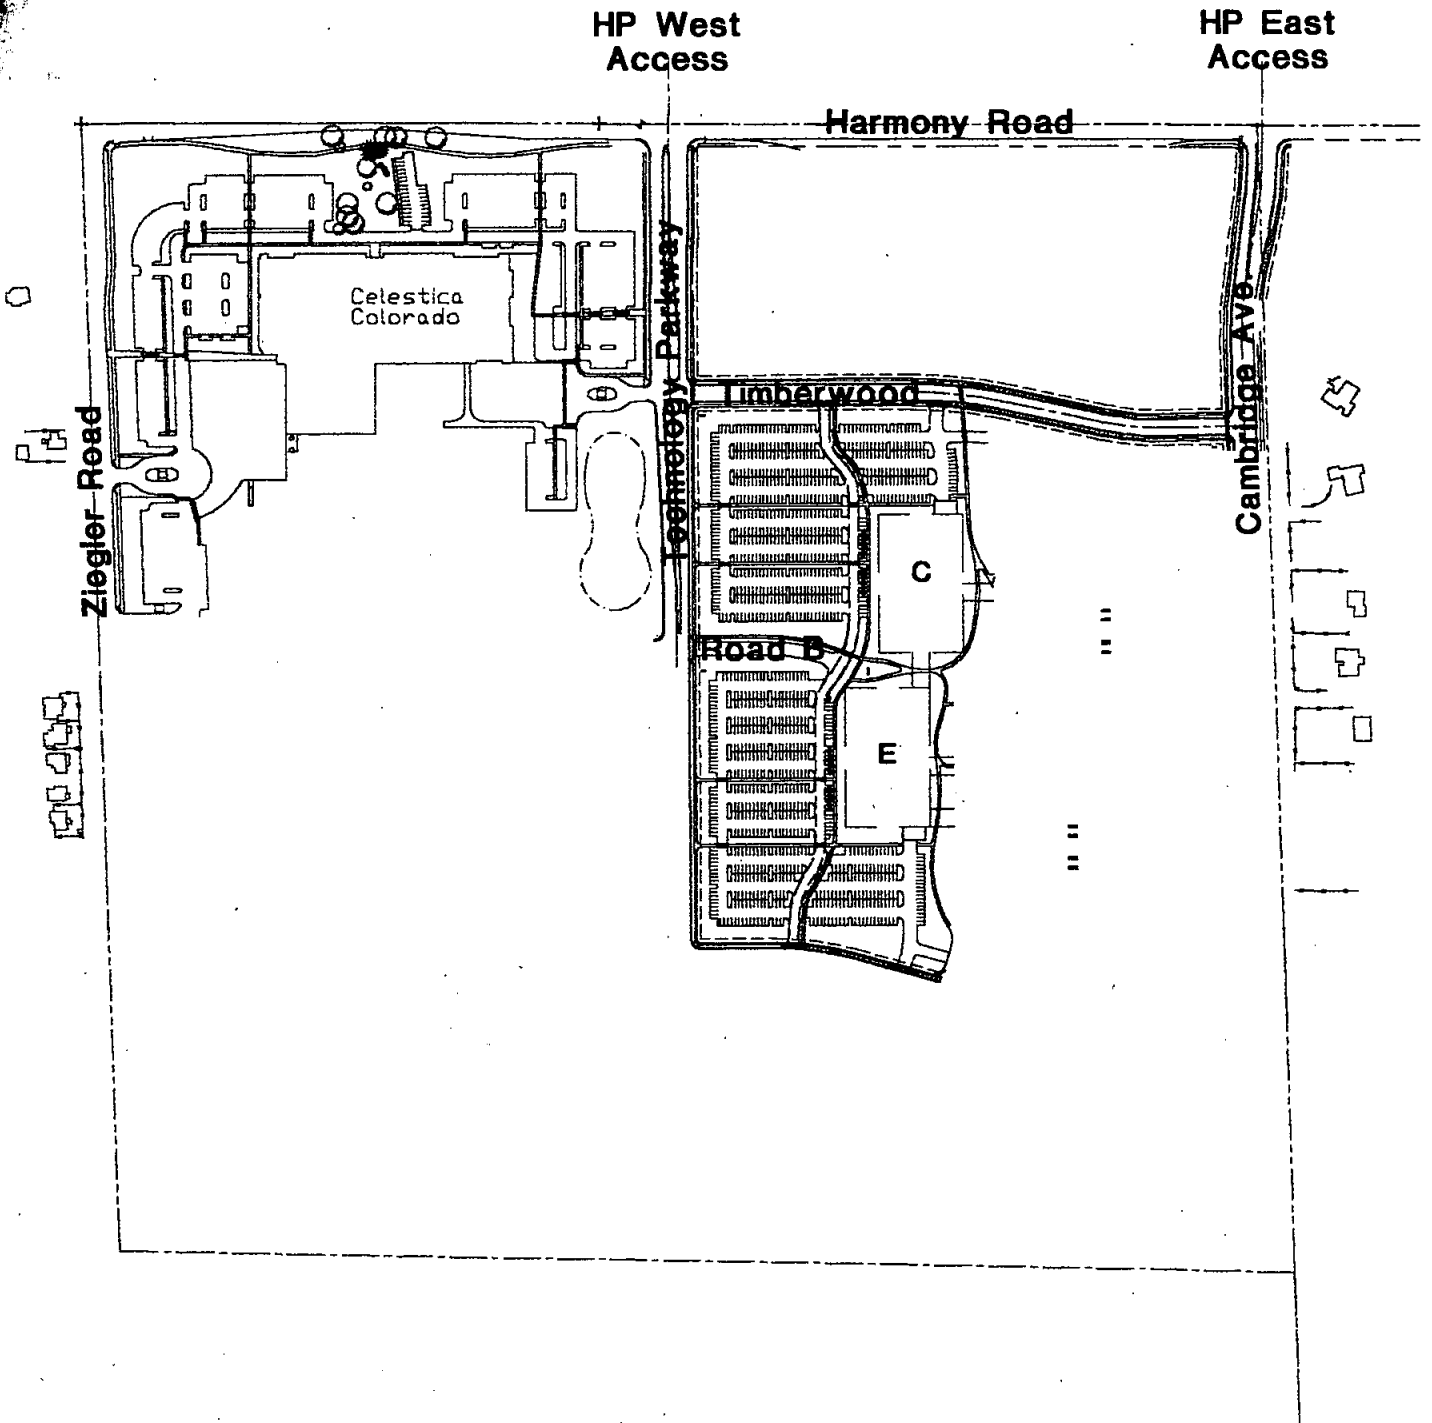 HP West
Access
HP East
Access
Harmony Road
Celestica
Colorado
Technology Parkway
Timberwood
Cambridge Ave.
Ziegler Road
C
Road B
E